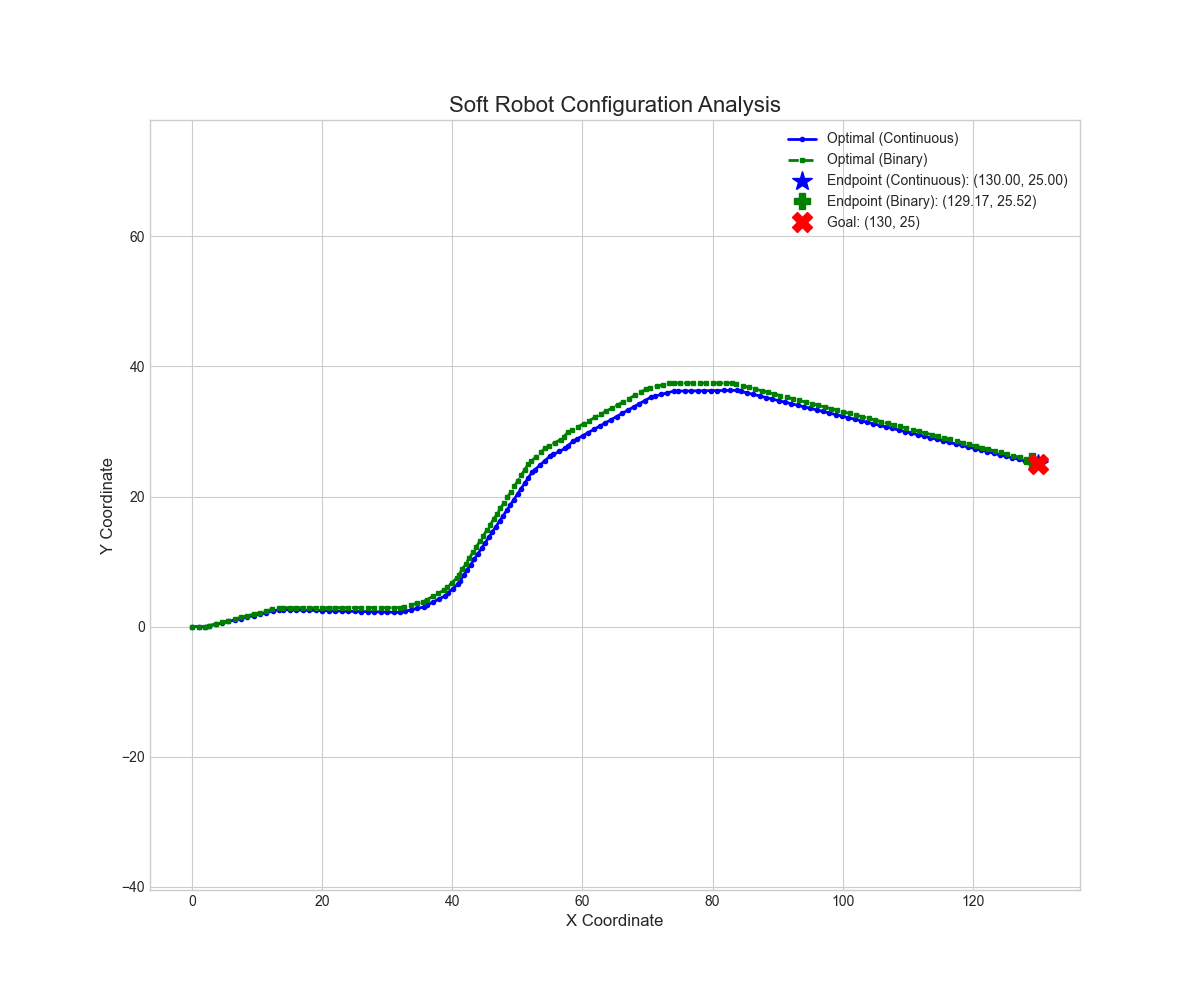 Soft Robot Configuration Analysis
Optimal (Continuous)
Optimal (Binary)
Endpoint (Continuous): (130.00, 25.00)
Endpoint (Binary): (129.17, 25.52)
Goal: (130, 25)
60
40
20
0
−20
−40
Y Coordinate
0 20 40 60 80 100 120
X Coordinate